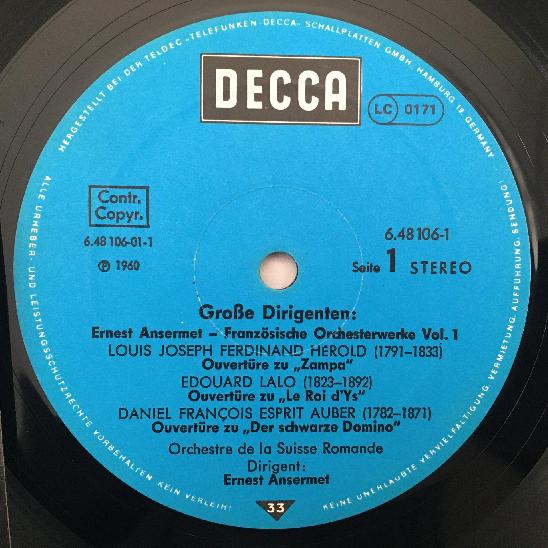 HERGESTELLT BEI DER TELDEC „TELEFUNKEN-DECCA“ SCHALLPLATTEN GMBH, HAMBURG 19 GERMANY.
DECCA
LC 0171
Contr.
Copyr.
6.48 106-01-1
6.48 106-1
Ⓟ 1960
Seite 1 STEREO
Große Dirigenten:
Ernest Ansermet – Französische Orchesterwerke Vol. 1
LOUIS JOSEPH FERDINAND HÉROLD (1791–1833)
Ouvertüre zu „Zampa“
EDOUARD LALO (1823–1892)
Ouvertüre zu „Le Roi d'Ys“
DANIEL FRANÇOIS ESPRIT AUBER (1782–1871)
Ouvertüre zu „Der schwarze Domino“
Orchestre de la Suisse Romande
Dirigent:
Ernest Ansermet
33
ALLE URHEBER- UND LEISTUNGSSCHUTZRECHTE VORBEHALTEN KEIN VERLEIH!
KEINE UNERLAUBTE VERVIELFÄLTIGUNG, VERMIETUNG, AUFFÜHRUNG, SENDUNG!